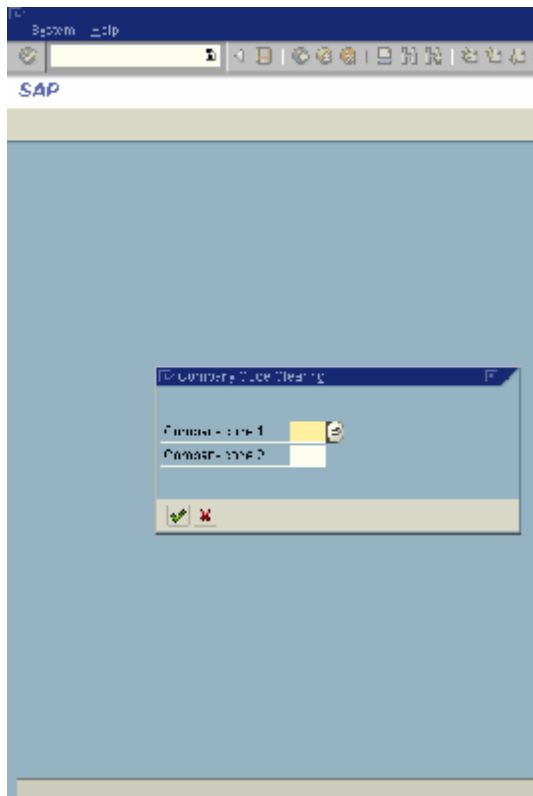 System Help
SAP
Company Code Clearing
Company code 1
Company code 2